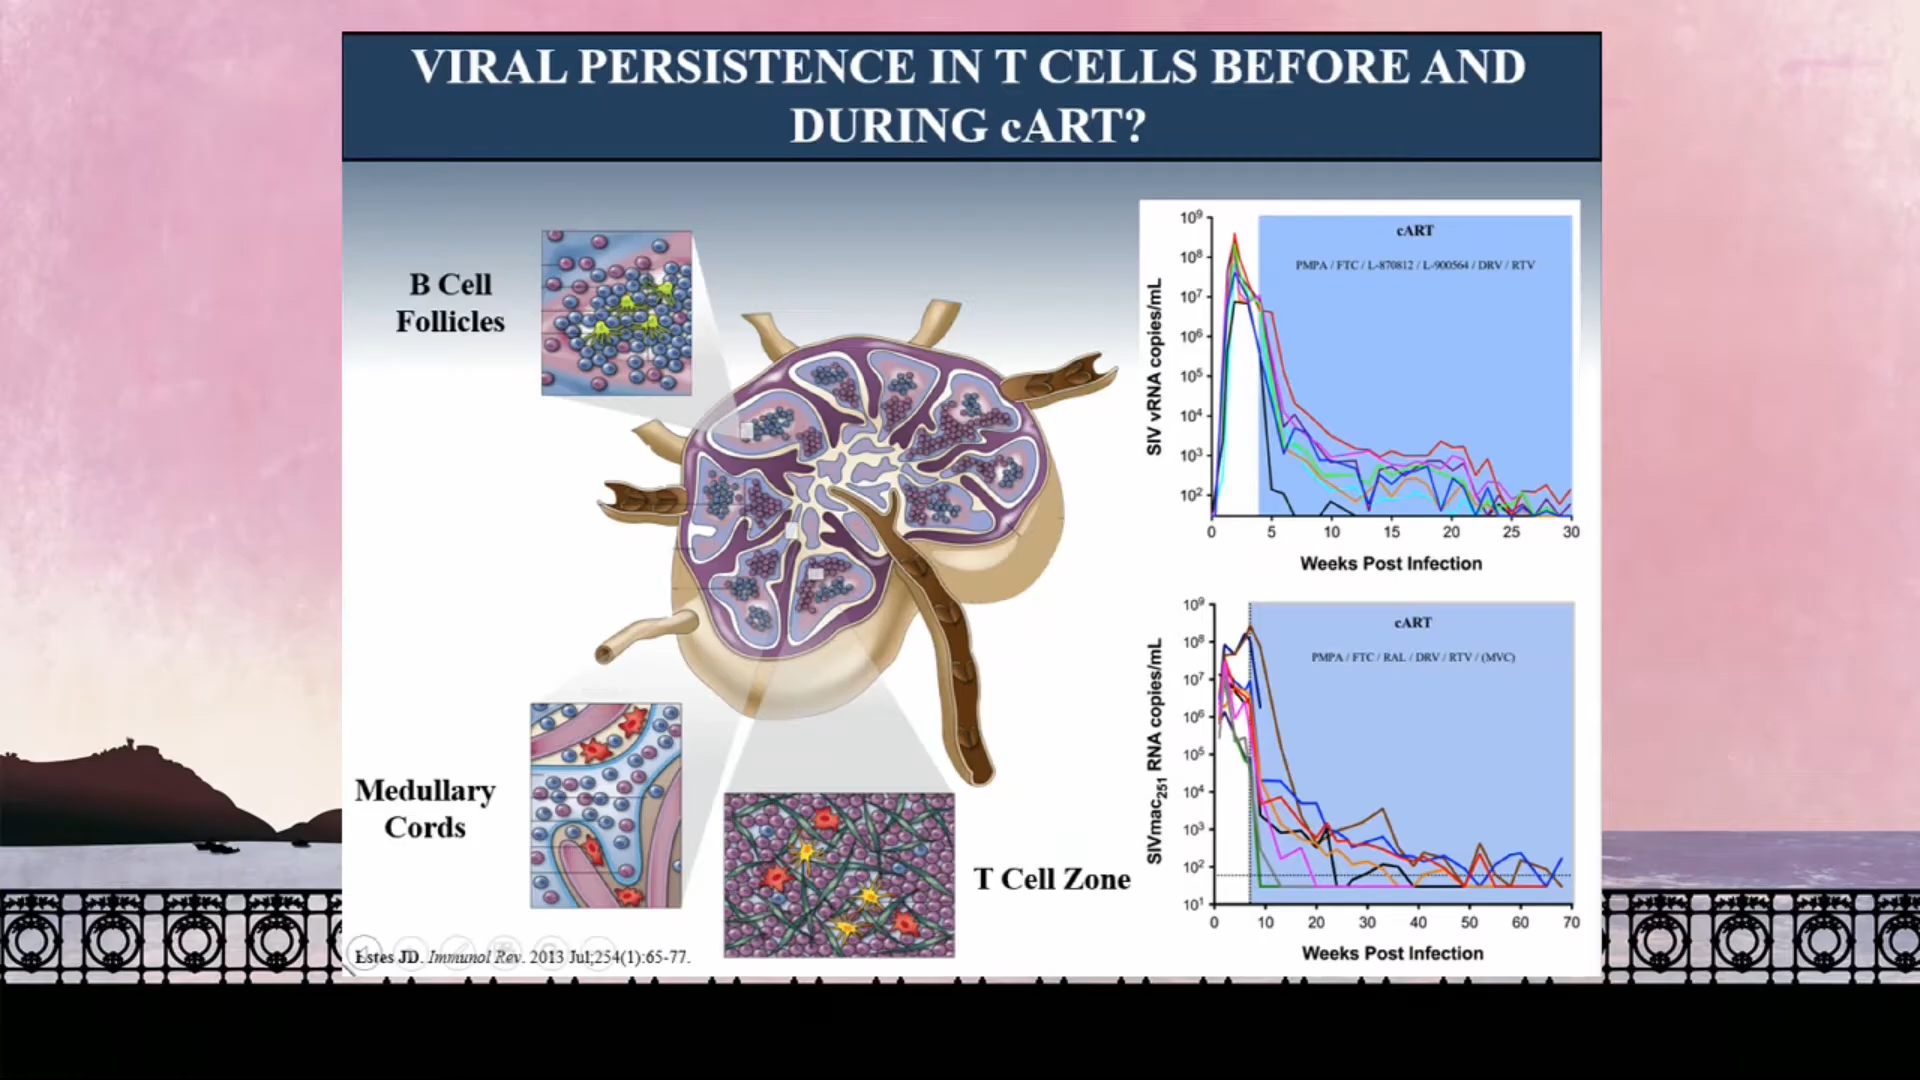 VIRAL PERSISTENCE IN T CELLS BEFORE AND
DURING cART?
B Cell
Follicles
Medullary
Cords
T Cell Zone
Estes JD. Immunol Rev. 2013 Jul;254(1):65-77.
SIV vRNA copies/mL
10⁹
10⁸
10⁷
10⁶
10⁵
10⁴
10³
10²
cART
PMPA / FTC / L-870812 / L-900564 / DRV / RTV
0 5 10 15 20 25 30
Weeks Post Infection
SIVmac₂₅₁ RNA copies/mL
10⁹
10⁸
10⁷
10⁶
10⁵
10⁴
10³
10²
10¹
cART
PMPA / FTC / RAL / DRV / RTV / (MVC)
0 10 20 30 40 50 60 70
Weeks Post Infection